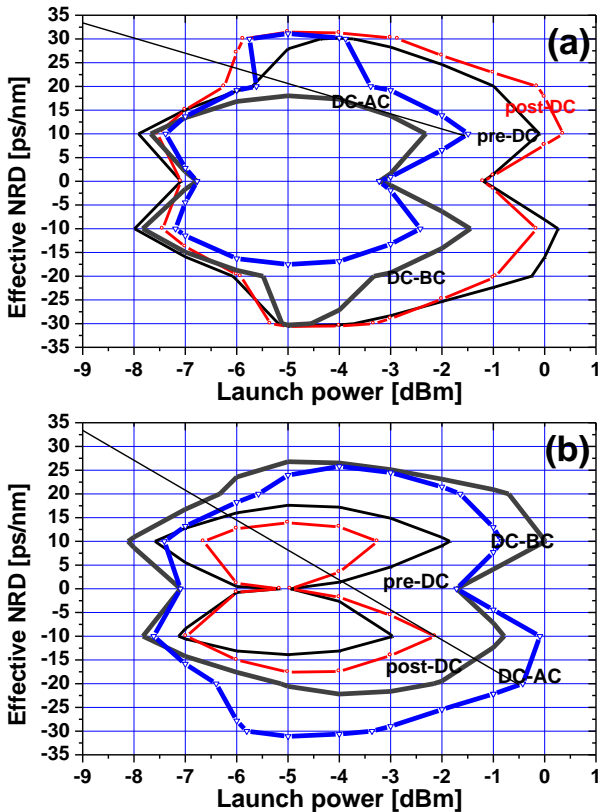 (a)
Effective NRD [ps/nm]
35
30
25
20
15
10
5
0
-5
-10
-15
-20
-25
-30
-35
DC-AC
post-DC
pre-DC
DC-BC
-9 -8 -7 -6 -5 -4 -3 -2 -1 0 1
Launch power [dBm]
(b)
Effective NRD [ps/nm]
35
30
25
20
15
10
5
0
-5
-10
-15
-20
-25
-30
-35
DC-BC
pre-DC
post-DC
DC-AC
-9 -8 -7 -6 -5 -4 -3 -2 -1 0 1
Launch power [dBm]